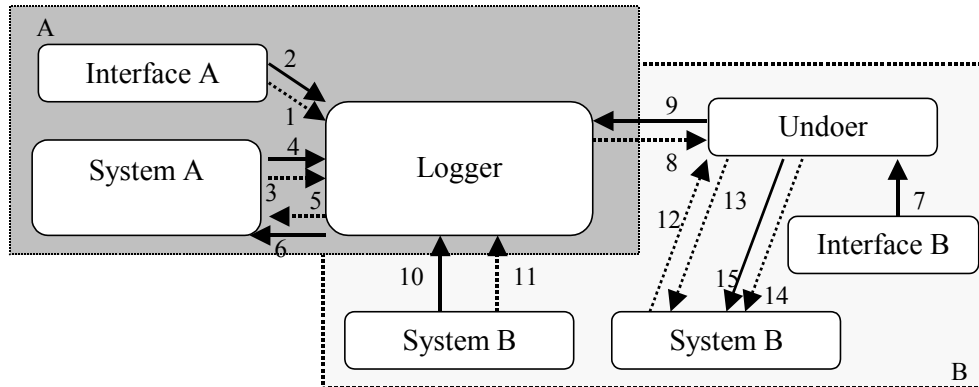 A
Interface A
2
1
System A
4
3
5
6
Logger
9
8
Undoer
7
Interface B
12
13
15
14
10
11
System B
System B
B